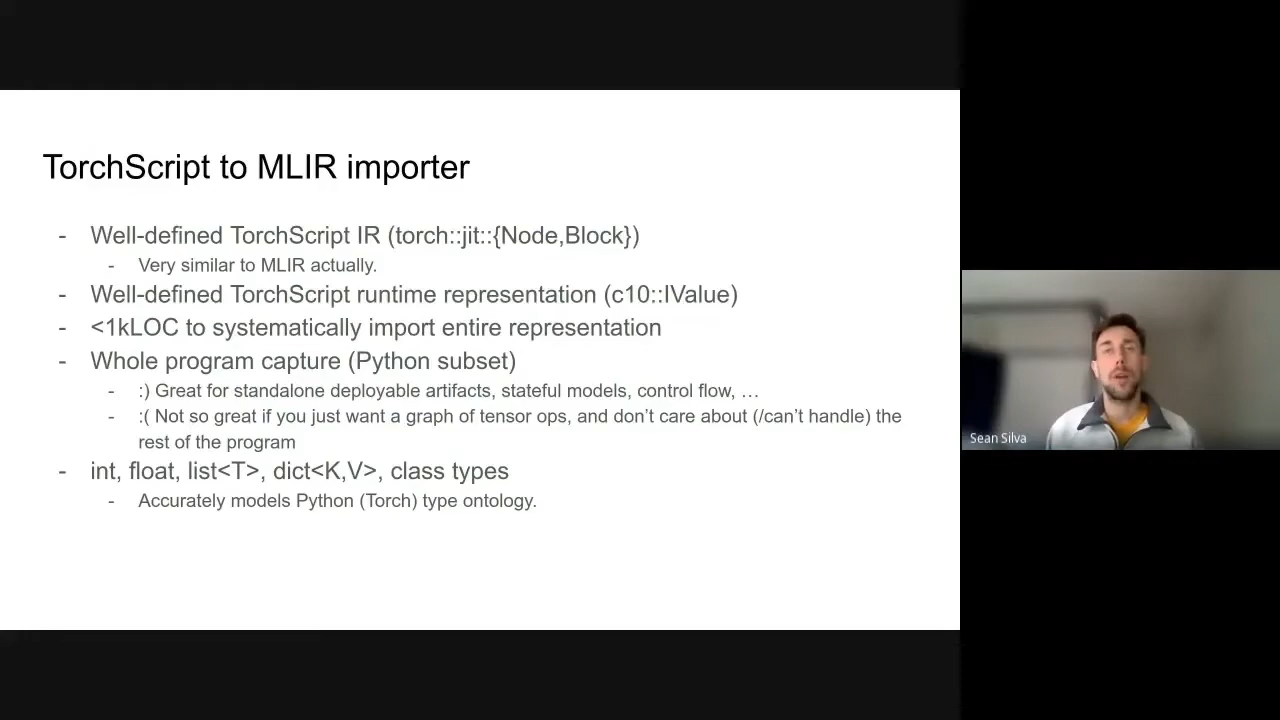 TorchScript to MLIR importer
- Well-defined TorchScript IR (torch::jit::{Node,Block})
- Very similar to MLIR actually.
- Well-defined TorchScript runtime representation (c10::IValue)
- <1kLOC to systematically import entire representation
- Whole program capture (Python subset)
- :) Great for standalone deployable artifacts, stateful models, control flow, …
- :( Not so great if you just want a graph of tensor ops, and don’t care about (/can’t handle) the
rest of the program
- int, float, list<T>, dict<K,V>, class types
- Accurately models Python (Torch) type ontology.
Sean Silva